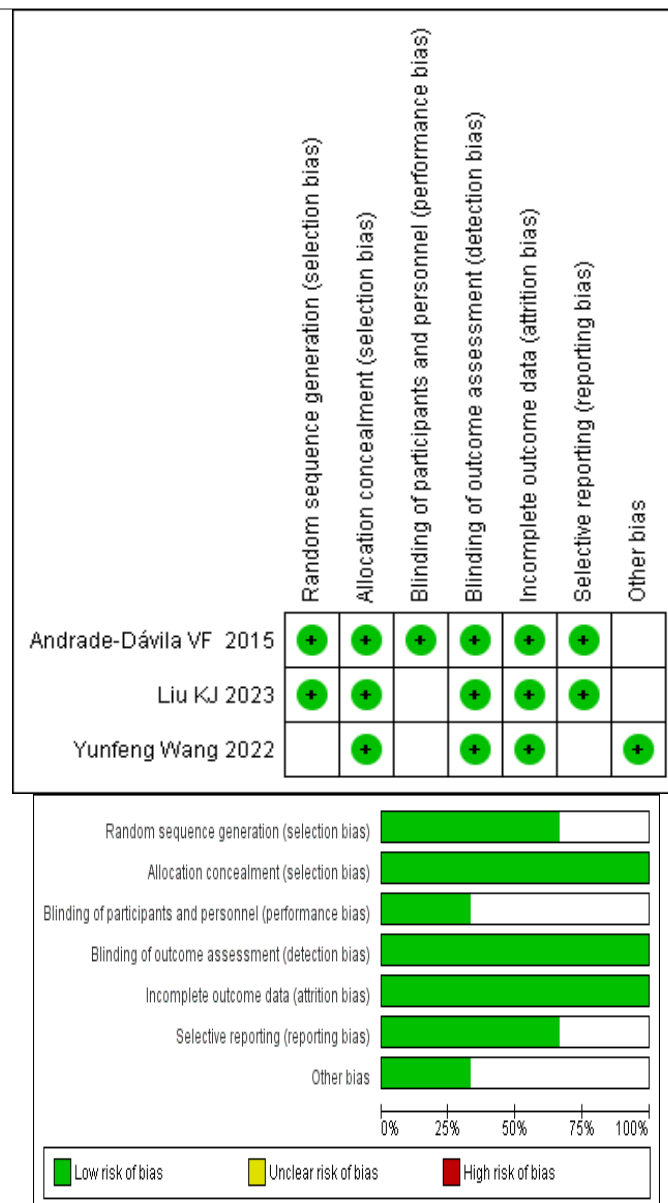 Random sequence generation (selection bias)
Allocation concealment (selection bias)
Blinding of participants and personnel (performance bias)
Blinding of outcome assessment (detection bias)
Incomplete outcome data (attrition bias)
Selective reporting (reporting bias)
Other bias
Andrade-Dávila VF 2015 + + + + + +
Liu KJ 2023 + + + + +
Yunfeng Wang 2022 + + + +
Random sequence generation (selection bias)
Allocation concealment (selection bias)
Blinding of participants and personnel (performance bias)
Blinding of outcome assessment (detection bias)
Incomplete outcome data (attrition bias)
Selective reporting (reporting bias)
Other bias
0% 25% 50% 75% 100%
Low risk of bias Unclear risk of bias High risk of bias